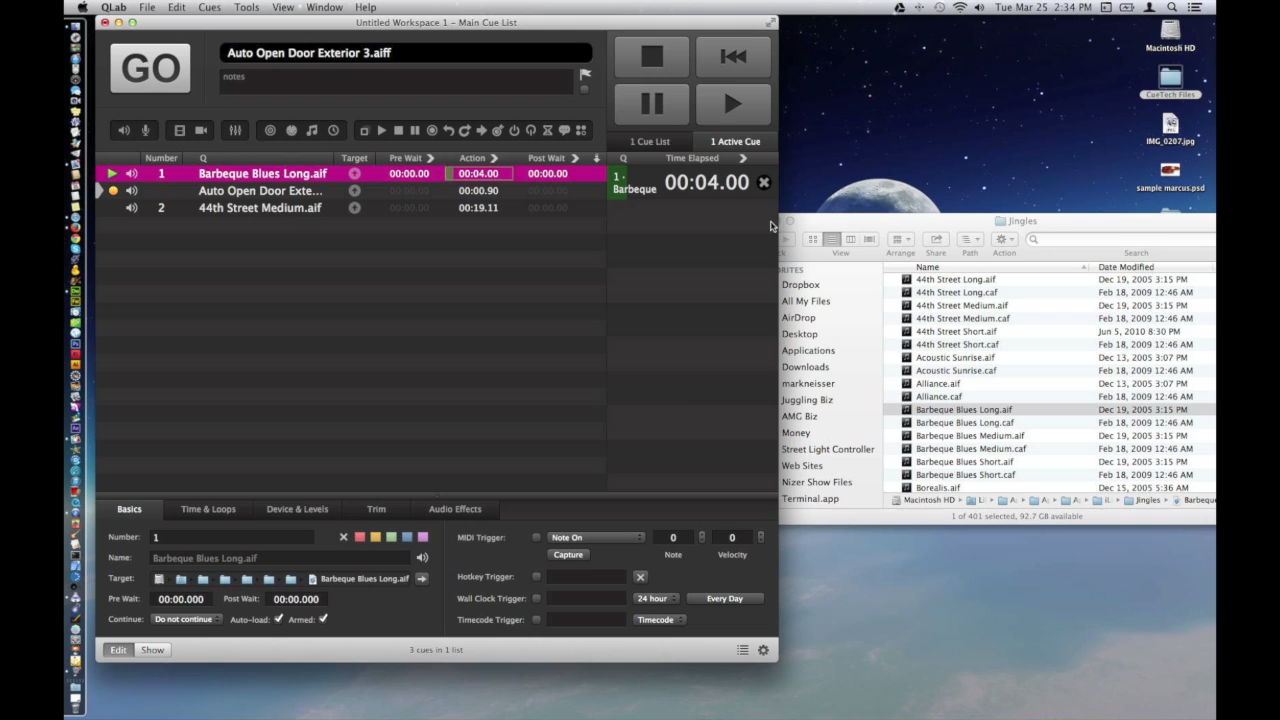 QLab File Edit Cues Tools View Window Help
Tue Mar 25 2:34 PM
Untitled Workspace 1 - Main Cue List
GO
Auto Open Door Exterior 3.aiff
notes
1 Cue List 1 Active Cue
Number Q Target Pre Wait Action Post Wait
Q Time Elapsed
1 Barbeque Blues Long.aif 00:00.00 00:04.00 00:00.00
Auto Open Door Exte... 00:00.00 00:00.90 00:00.00
2 44th Street Medium.aif 00:00.00 00:19.11 00:00.00
1 ·
Barbeque
00:04.00
Basics Time & Loops Device & Levels Trim Audio Effects
Number: 1
Name: Barbeque Blues Long.aif
Target: Barbeque Blues Long.aif
Pre Wait: 00:00.000 Post Wait: 00:00.000
Continue: Do not continue Auto-load: Armed:
MIDI Trigger: Note On 0 0
Capture Note Velocity
Hotkey Trigger:
Wall Clock Trigger: 24 hour Every Day
Timecode Trigger: Timecode
Edit Show 3 cues in 1 list
Macintosh HD
CueTech Files
IMG_0207.jpg
sample marcus.psd
Jingles
ck View Arrange Share Path Action Search
RITES
Dropbox
All My Files
AirDrop
Desktop
Applications
Downloads
markneisser
Juggling Biz
AMG Biz
Money
Street Light Controller
Web Sites
Nizer Show Files
Terminal.app
Name Date Modified
44th Street Long.aif Dec 19, 2005 3:15 PM
44th Street Long.caf Feb 18, 2009 12:46 AM
44th Street Medium.aif Dec 19, 2005 3:15 PM
44th Street Medium.caf Feb 18, 2009 12:46 AM
44th Street Short.aif Jun 5, 2010 8:30 PM
44th Street Short.caf Feb 18, 2009 12:46 AM
Acoustic Sunrise.aif Dec 13, 2005 3:07 PM
Acoustic Sunrise.caf Feb 18, 2009 12:46 AM
Alliance.aif Dec 13, 2005 3:07 PM
Alliance.caf Feb 18, 2009 12:46 AM
Barbeque Blues Long.aif Dec 19, 2005 3:15 PM
Barbeque Blues Long.caf Feb 18, 2009 12:46 AM
Barbeque Blues Medium.aif Dec 19, 2005 3:15 PM
Barbeque Blues Medium.caf Feb 18, 2009 12:46 AM
Barbeque Blues Short.aif Dec 19, 2005 3:15 PM
Barbeque Blues Short.caf Feb 18, 2009 12:46 AM
Borealis.aif Dec 15, 2005 5:36 AM
Macintosh HD Jingles Barbeque
1 of 401 selected, 92.7 GB available